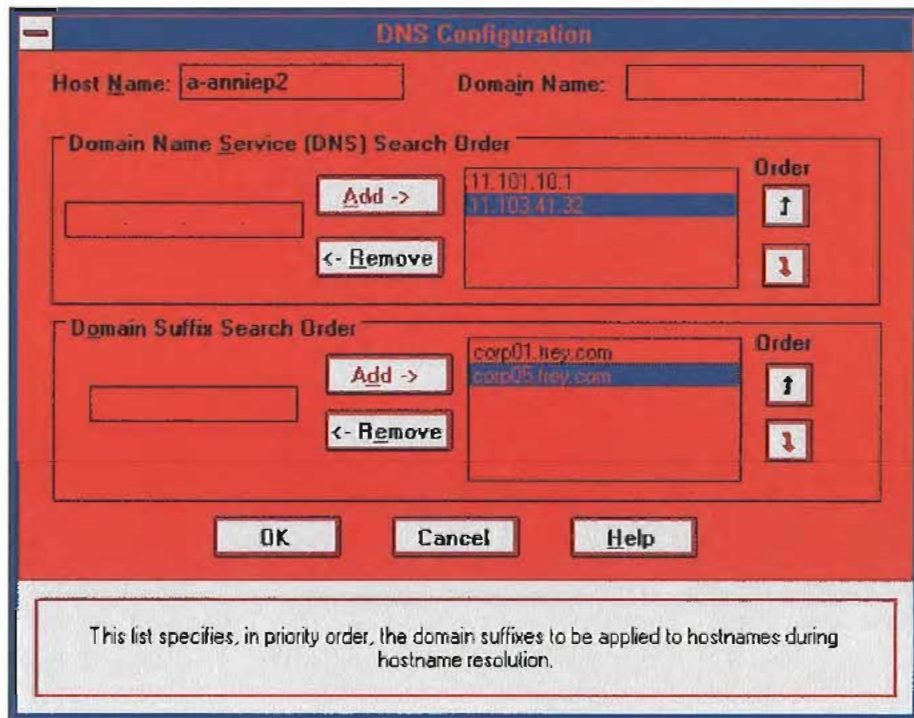 DNS Configuration
Host Name: a-anniep2 Domain Name:
Domain Name Service (DNS) Search Order
Order
Add ->
<- Remove
11.101.10.1
11.103.41.32
Domain Suffix Search Order
Order
Add ->
<- Remove
corp01.trey.com
corp05.trey.com
OK Cancel Help
This list specifies, in priority order, the domain suffixes to be applied to hostnames during
hostname resolution.